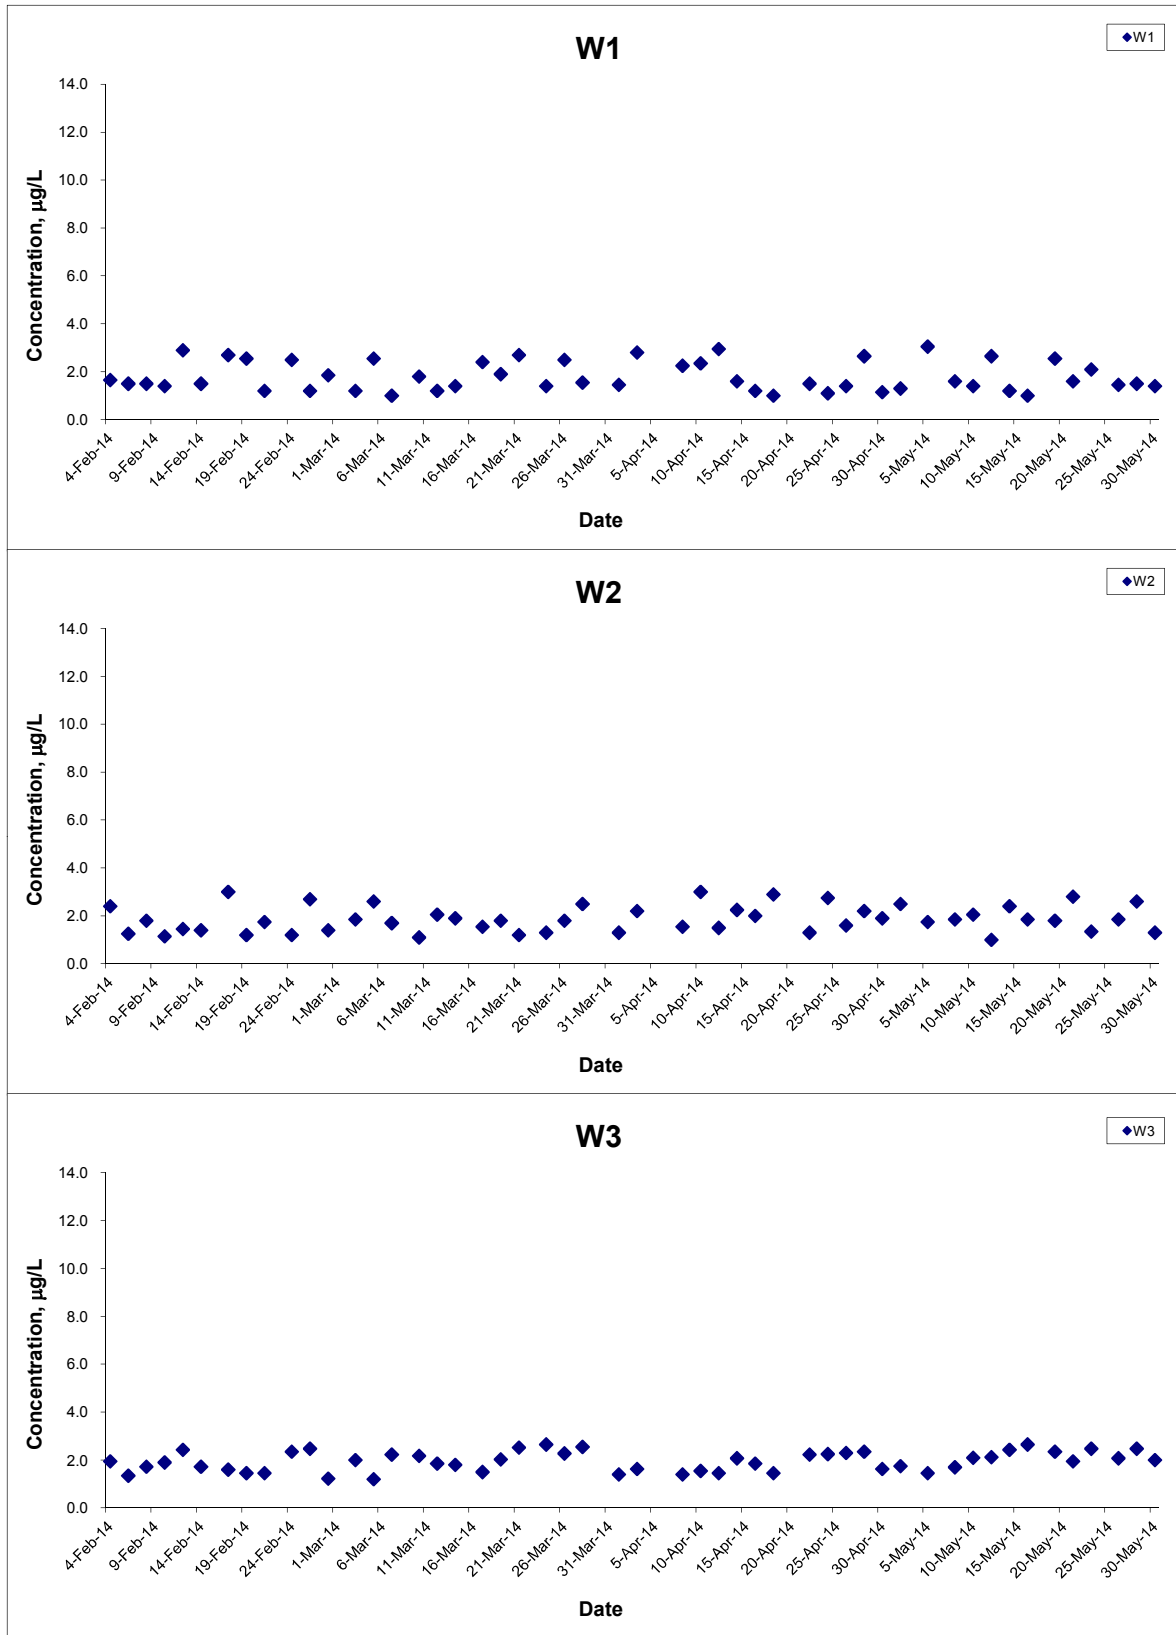 W1
W1
14.0
12.0
10.0
8.0
6.0
4.0
2.0
0.0
Concentration, µg/L
4-Feb-14
9-Feb-14
14-Feb-14
19-Feb-14
24-Feb-14
1-Mar-14
6-Mar-14
11-Mar-14
16-Mar-14
21-Mar-14
26-Mar-14
31-Mar-14
5-Apr-14
10-Apr-14
15-Apr-14
20-Apr-14
25-Apr-14
30-Apr-14
5-May-14
10-May-14
15-May-14
20-May-14
25-May-14
30-May-14
Date
W2
W2
14.0
12.0
10.0
8.0
6.0
4.0
2.0
0.0
Concentration, µg/L
4-Feb-14
9-Feb-14
14-Feb-14
19-Feb-14
24-Feb-14
1-Mar-14
6-Mar-14
11-Mar-14
16-Mar-14
21-Mar-14
26-Mar-14
31-Mar-14
5-Apr-14
10-Apr-14
15-Apr-14
20-Apr-14
25-Apr-14
30-Apr-14
5-May-14
10-May-14
15-May-14
20-May-14
25-May-14
30-May-14
Date
W3
W3
14.0
12.0
10.0
8.0
6.0
4.0
2.0
0.0
Concentration, µg/L
4-Feb-14
9-Feb-14
14-Feb-14
19-Feb-14
24-Feb-14
1-Mar-14
6-Mar-14
11-Mar-14
16-Mar-14
21-Mar-14
26-Mar-14
31-Mar-14
5-Apr-14
10-Apr-14
15-Apr-14
20-Apr-14
25-Apr-14
30-Apr-14
5-May-14
10-May-14
15-May-14
20-May-14
25-May-14
30-May-14
Date